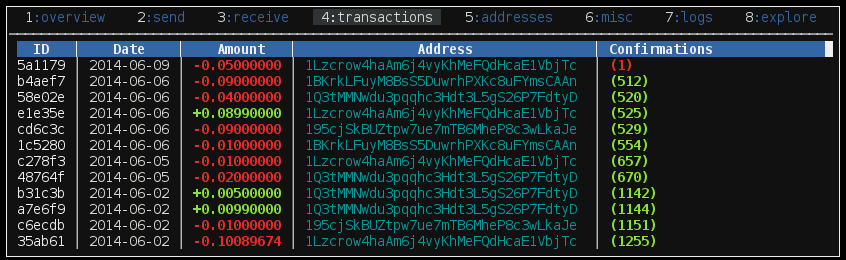 1:overview 2:send 3:receive 4:transactions 5:addresses 6:misc 7:logs 8:explore
ID Date Amount Address Confirmations
5a1179 2014-06-09 -0.05000000 1Lzcrow4haAm6j4vyKhMeFQdHcaE1VbjTc (1)
b4aef7 2014-06-06 -0.09000000 1BKrkLFuyM8BsS5DuwrhPXKc8uFYmsCAAn (512)
58e02e 2014-06-06 -0.04000000 1Q3tMMNWdu3pqqhc3Hdt3L5gS26P7FdtyD (520)
e1e35e 2014-06-06 +0.08990000 1Lzcrow4haAm6j4vyKhMeFQdHcaE1VbjTc (525)
cd6c3c 2014-06-06 -0.09000000 195cjSkBUZtpw7ue7mTB6MheP8c3wLkaJe (529)
1c5280 2014-06-06 -0.01000000 1BKrkLFuyM8BsS5DuwrhPXKc8uFYmsCAAn (554)
c278f3 2014-06-05 -0.01000000 1Lzcrow4haAm6j4vyKhMeFQdHcaE1VbjTc (657)
48764f 2014-06-05 -0.02000000 1Q3tMMNWdu3pqqhc3Hdt3L5gS26P7FdtyD (670)
b31c3b 2014-06-02 +0.00500000 1Q3tMMNWdu3pqqhc3Hdt3L5gS26P7FdtyD (1142)
a7e6f9 2014-06-02 +0.00990000 1Q3tMMNWdu3pqqhc3Hdt3L5gS26P7FdtyD (1144)
c6ecdb 2014-06-02 -0.01000000 195cjSkBUZtpw7ue7mTB6MheP8c3wLkaJe (1151)
35ab61 2014-06-02 -0.10089674 1Lzcrow4haAm6j4vyKhMeFQdHcaE1VbjTc (1255)